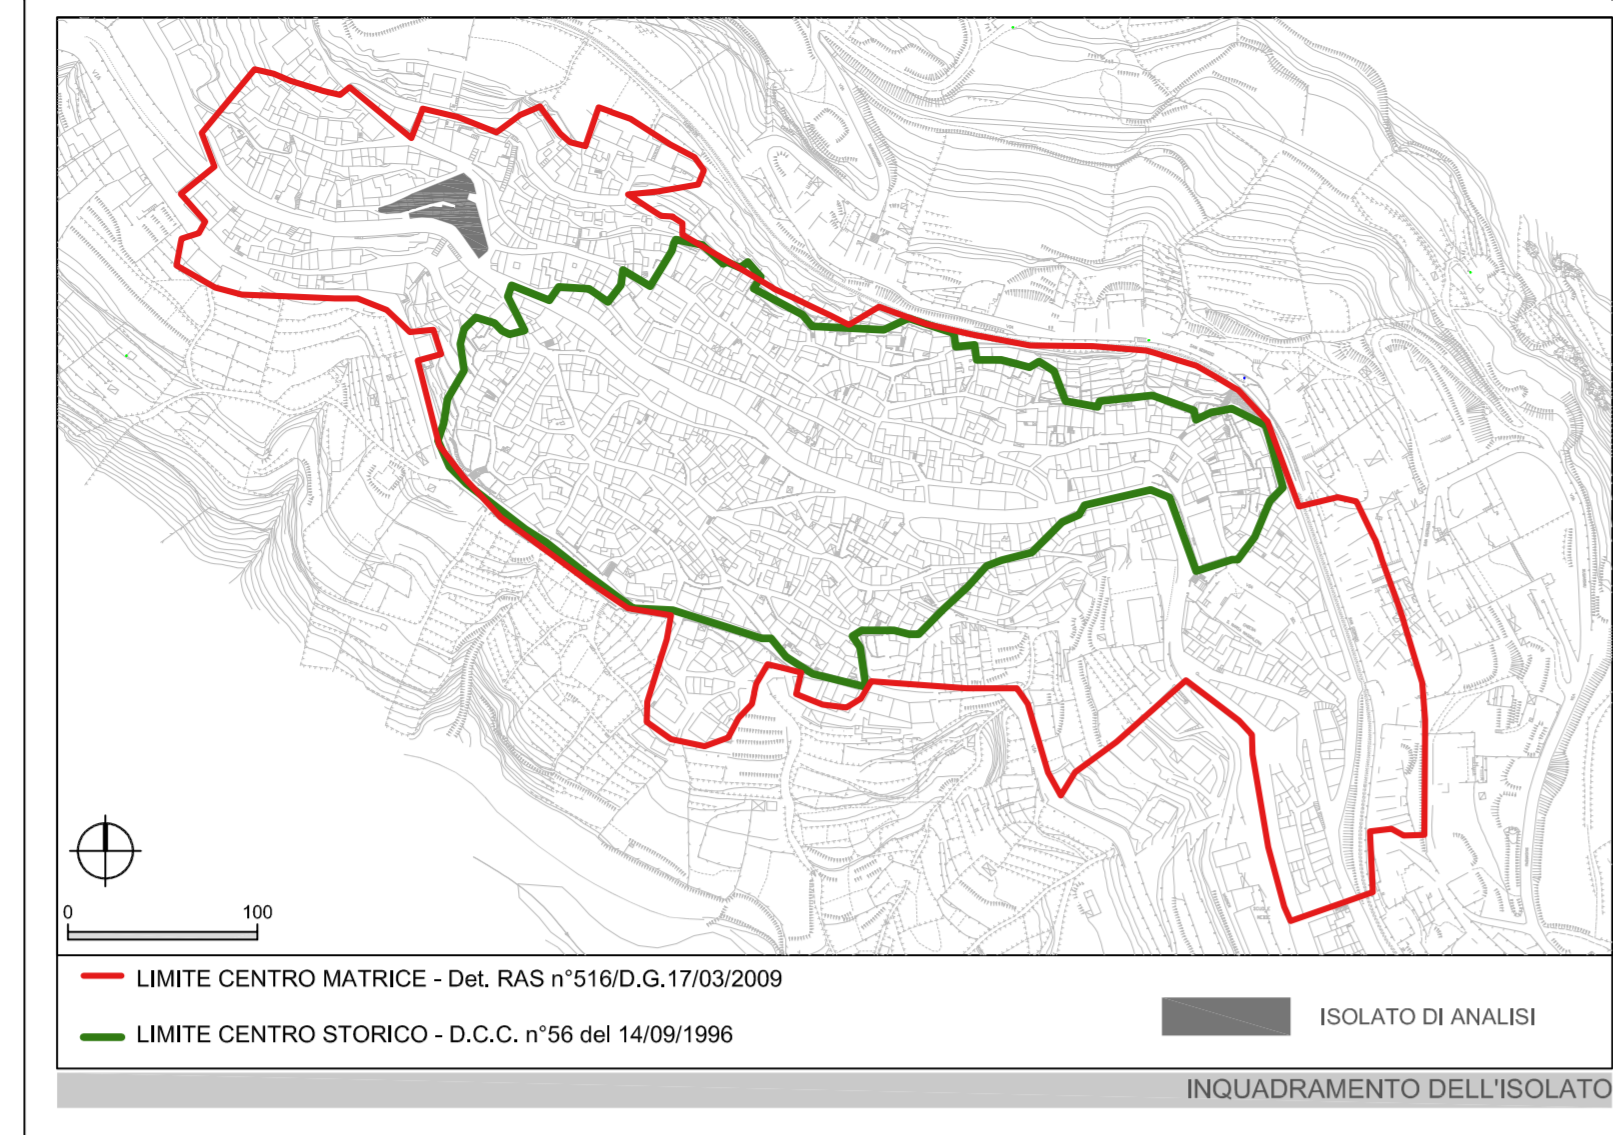 0 100
LIMITE CENTRO MATRICE - Det. RAS n°516/D.G.17/03/2009
LIMITE CENTRO STORICO - D.C.C. n°56 del 14/09/1996
ISOLATO DI ANALISI
INQUADRAMENTO DELL'ISOLATO